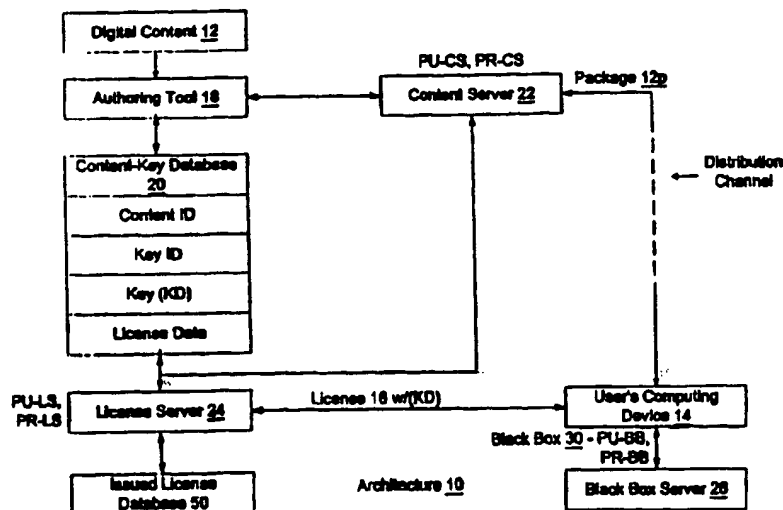 Digital Content 12
PU-CS, PR-CS
Package 12p
Authoring Tool 18
Content Server 22
Content-Key Database
20
Distribution
Channel
Content ID
Key ID
Key (KD)
License Data
PU-LS,
PR-LS
License Server 24
License 16 w/(KD)
User's Computing
Device 14
Black Box 30 - PU-BB,
PR-BB
Issued License
Database 50
Architecture 10
Black Box Server 26